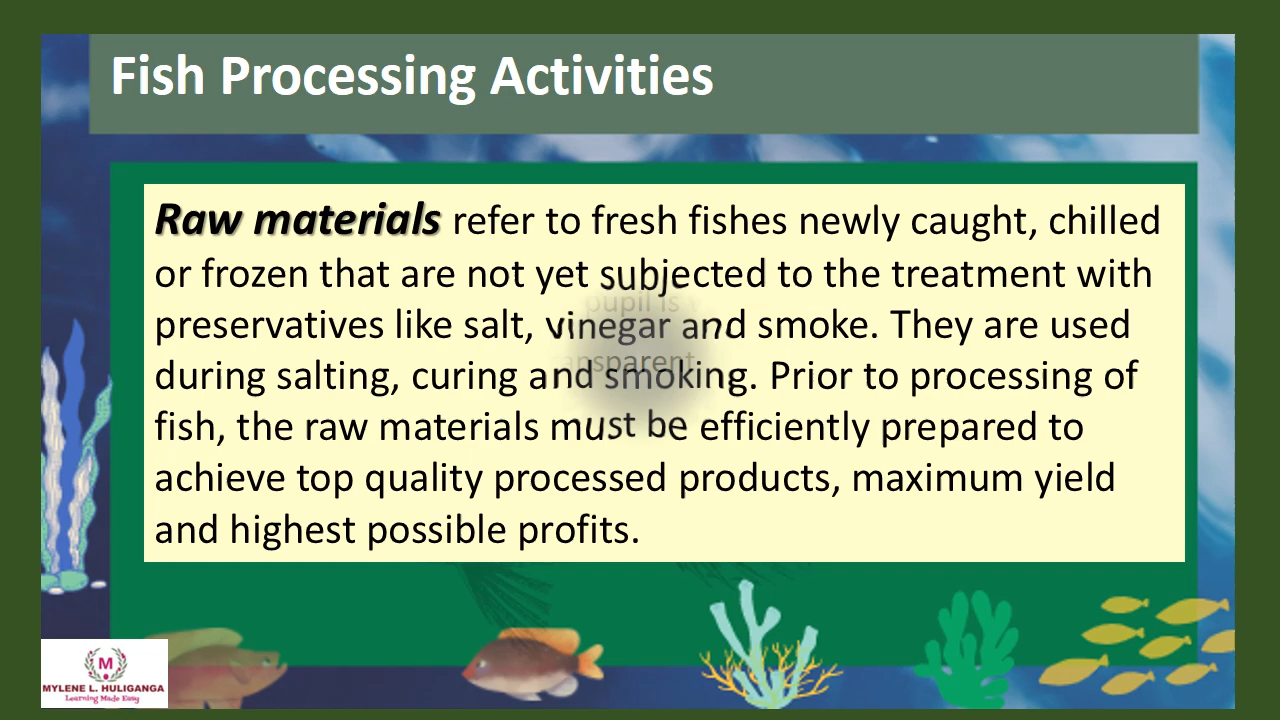 Fish Processing Activities
Raw materials refer to fresh fishes newly caught, chilled
or frozen that are not yet subjected to the treatment with
pupil is
preservatives like salt, vinegar and smoke. They are used
during salting, curing and smoking. Prior to processing of
fish, the raw materials must be efficiently prepared to
achieve top quality processed products, maximum yield
and highest possible profits.
M
MYLENE L. HULIGANGA
Learning Made Easy